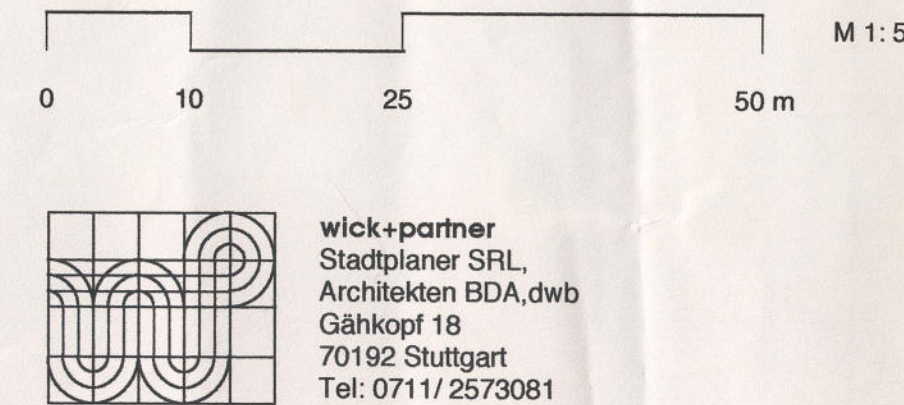 M 1: 5
0 10 25 50 m
wick+partner
Stadtplaner SRL,
Architekten BDA,dwb
Gähkopf 18
70192 Stuttgart
Tel: 0711/ 2573081